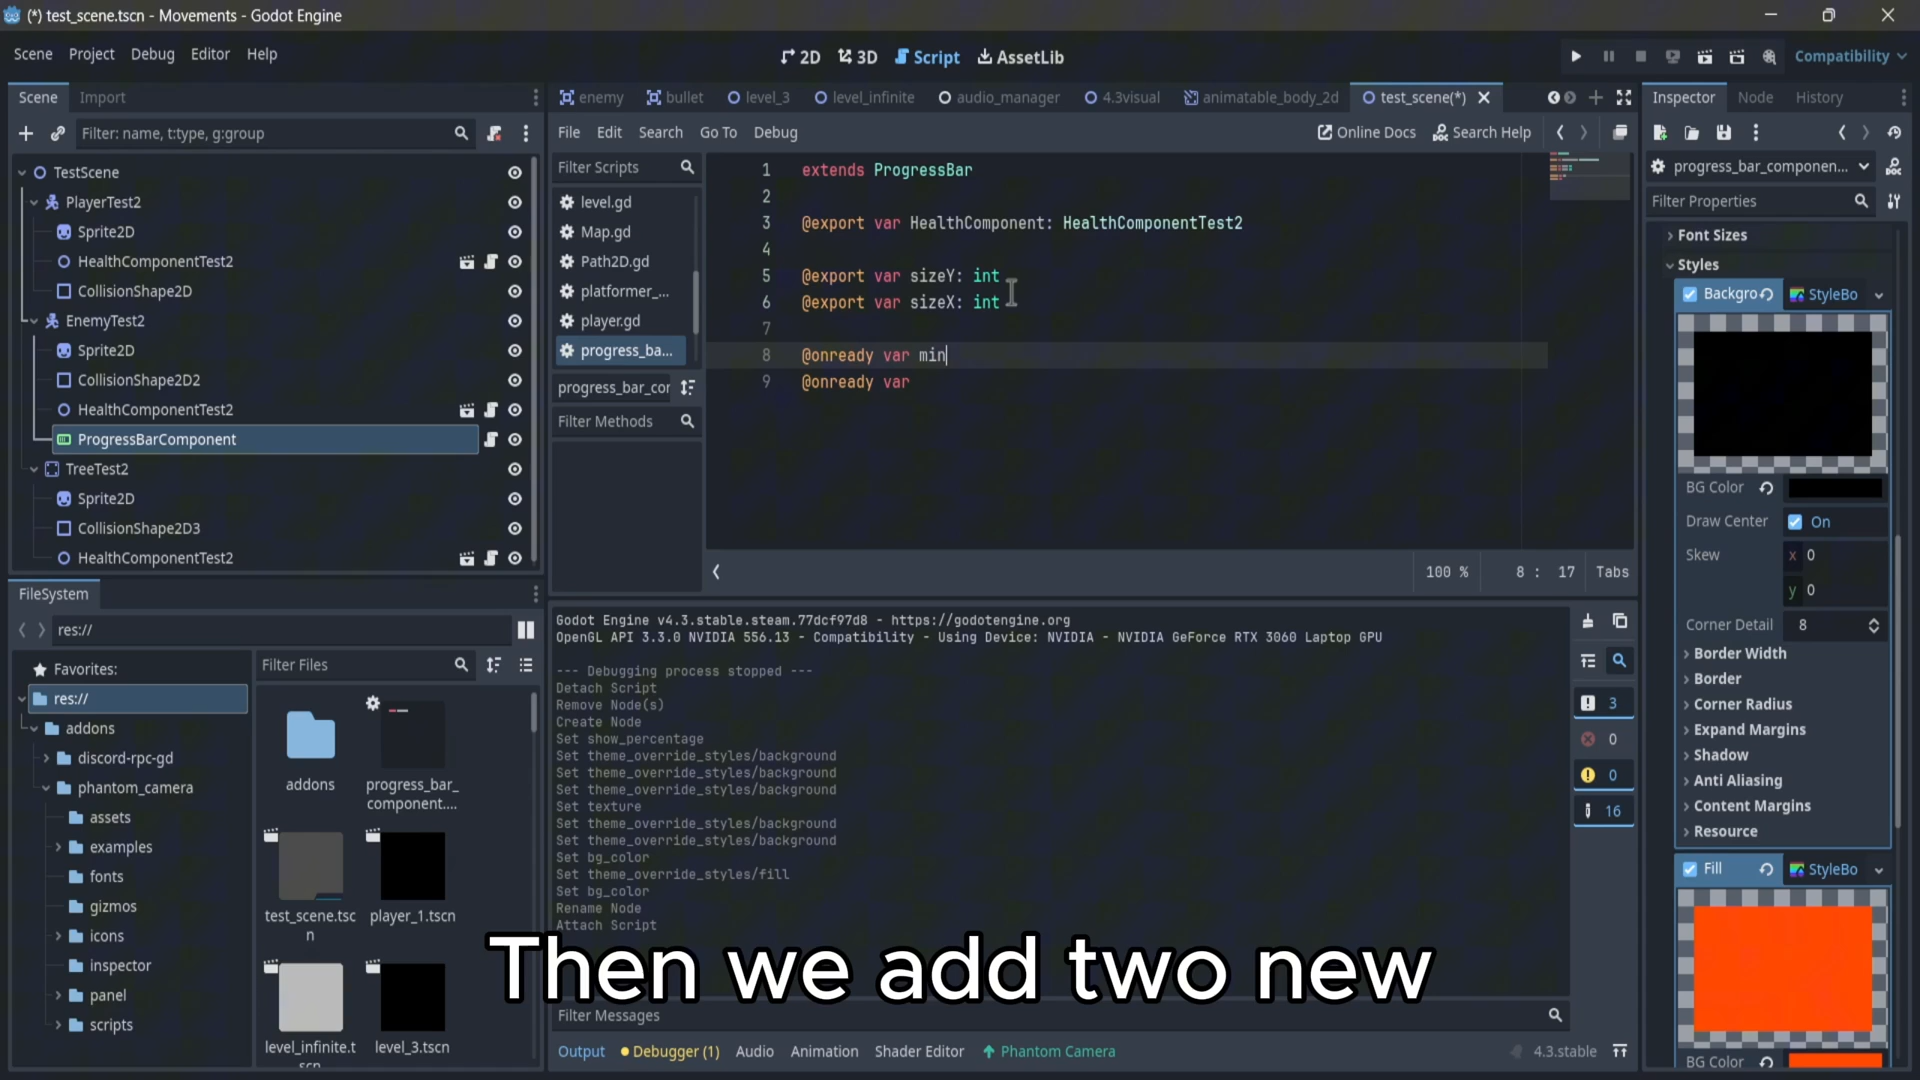 (*) test_scene.tscn - Movements - Godot Engine
Scene Project Debug Editor Help
2D 3D Script AssetLib
Compatibility
Scene Import
Filter: name, t:type, g:group
TestScene
PlayerTest2
Sprite2D
HealthComponentTest2
CollisionShape2D
EnemyTest2
Sprite2D
CollisionShape2D2
HealthComponentTest2
ProgressBarComponent
TreeTest2
Sprite2D
CollisionShape2D3
HealthComponentTest2
FileSystem
res://
Favorites:
res://
addons
discord-rpc-gd
phantom_camera
assets
examples
fonts
gizmos
icons
inspector
panel
scripts
Filter Files
addons
progress_bar_
component....
test_scene.tsc
n
player_1.tscn
level_infinite.t
scn
level_3.tscn
enemy bullet level_3 level_infinite audio_manager 4.3visual animatable_body_2d test_scene(*)
File Edit Search Go To Debug
Online Docs Search Help
Filter Scripts
level.gd
Map.gd
Path2D.gd
platformer_...
player.gd
progress_ba...
progress_bar_cor
Filter Methods
1 extends ProgressBar
2
3 @export var HealthComponent: HealthComponentTest2
4
5 @export var sizeY: int
6 @export var sizeX: int
7
8 @onready var min
9 @onready var
100 % 8 : 17 Tabs
Godot Engine v4.3.stable.steam.77dcf97d8 - https://godotengine.org
OpenGL API 3.3.0 NVIDIA 556.13 - Compatibility - Using Device: NVIDIA - NVIDIA GeForce RTX 3060 Laptop GPU
--- Debugging process stopped ---
Detach Script
Remove Node(s)
Create Node
Set show_percentage
Set theme_override_styles/background
Set theme_override_styles/background
Set theme_override_styles/background
Set texture
Set theme_override_styles/background
Set theme_override_styles/background
Set bg_color
Set theme_override_styles/fill
Set bg_color
Rename Node
Attach Script
3
0
0
16
Then we add two new
Filter Messages
Output Debugger (1) Audio Animation Shader Editor Phantom Camera
4.3.stable
Inspector Node History
progress_bar_componen...
Filter Properties
Font Sizes
Styles
Backgro StyleBo
BG Color
Draw Center On
Skew x 0
y 0
Corner Detail 8
Border Width
Border
Corner Radius
Expand Margins
Shadow
Anti Aliasing
Content Margins
Resource
Fill StyleBo
BG Color